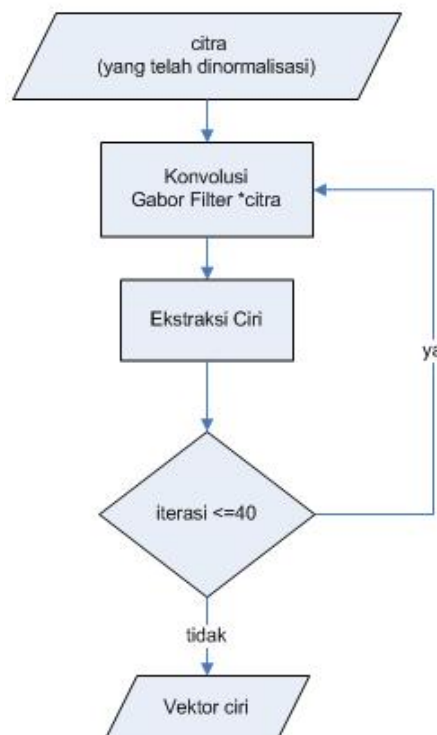 citra
(yang telah dinormalisasi)
Konvolusi
Gabor Filter *citra
Ekstraksi Ciri
ya
iterasi <=40
tidak
Vektor ciri